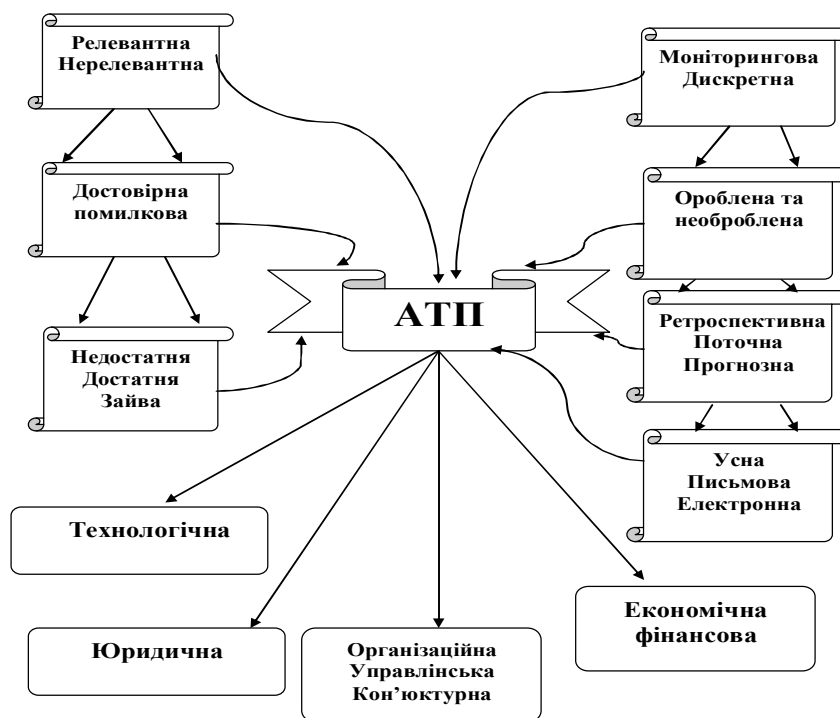 Релевантна
Нерелевантна
Моніторингова
Дискретна
Достовірна
помилкова
Ороблена та
необроблена
АТП
Недостатня
Достатня
Зайва
Ретроспективна
Поточна
Прогнозна
Усна
Письмова
Електронна
Технологічна
Економічна
фінансова
Юридична
Організаційна
Управлінська
Кон’юктурна